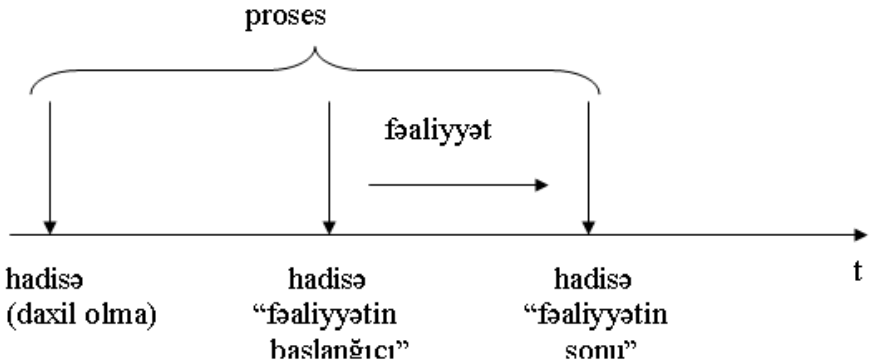 proses
fəaliyyət
hadisə
(daxil olma)
hadisə
“fəaliyyətin
başlanğıcı”
hadisə
“fəaliyyətin
sonu”
t